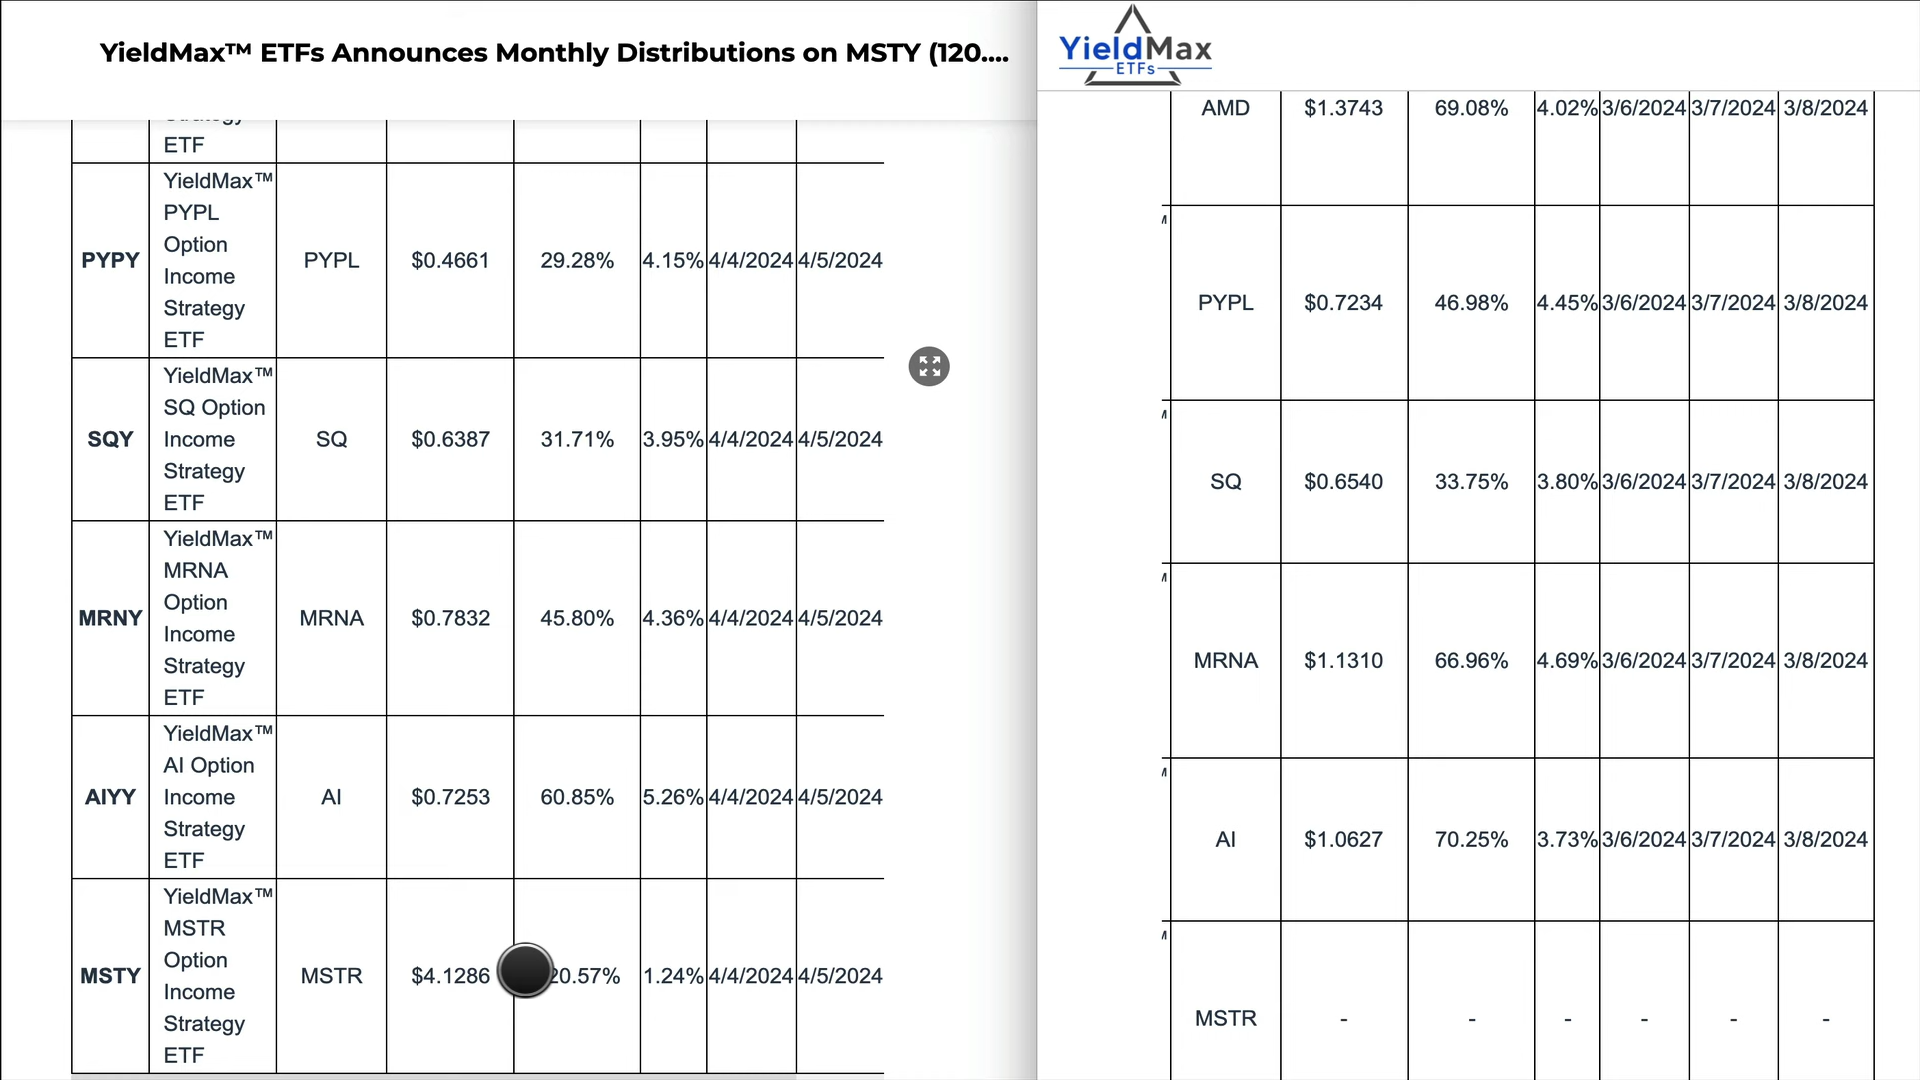 YieldMax™ ETFs Announces Monthly Distributions on MSTY (120....
ETF
PYPY
YieldMax™
PYPL
Option
Income
Strategy
ETF
PYPL
$0.4661
29.28%
4.15%
4/4/2024
4/5/2024
SQY
YieldMax™
SQ Option
Income
Strategy
ETF
SQ
$0.6387
31.71%
3.95%
4/4/2024
4/5/2024
MRNY
YieldMax™
MRNA
Option
Income
Strategy
ETF
MRNA
$0.7832
45.80%
4.36%
4/4/2024
4/5/2024
AIYY
YieldMax™
AI Option
Income
Strategy
ETF
AI
$0.7253
60.85%
5.26%
4/4/2024
4/5/2024
MSTY
YieldMax™
MSTR
Option
Income
Strategy
ETF
MSTR
$4.1286
20.57%
1.24%
4/4/2024
4/5/2024
YieldMax
ETFs
AMD
$1.3743
69.08%
4.02%
3/6/2024
3/7/2024
3/8/2024
PYPL
$0.7234
46.98%
4.45%
3/6/2024
3/7/2024
3/8/2024
SQ
$0.6540
33.75%
3.80%
3/6/2024
3/7/2024
3/8/2024
MRNA
$1.1310
66.96%
4.69%
3/6/2024
3/7/2024
3/8/2024
AI
$1.0627
70.25%
3.73%
3/6/2024
3/7/2024
3/8/2024
MSTR
-
-
-
-
-
-